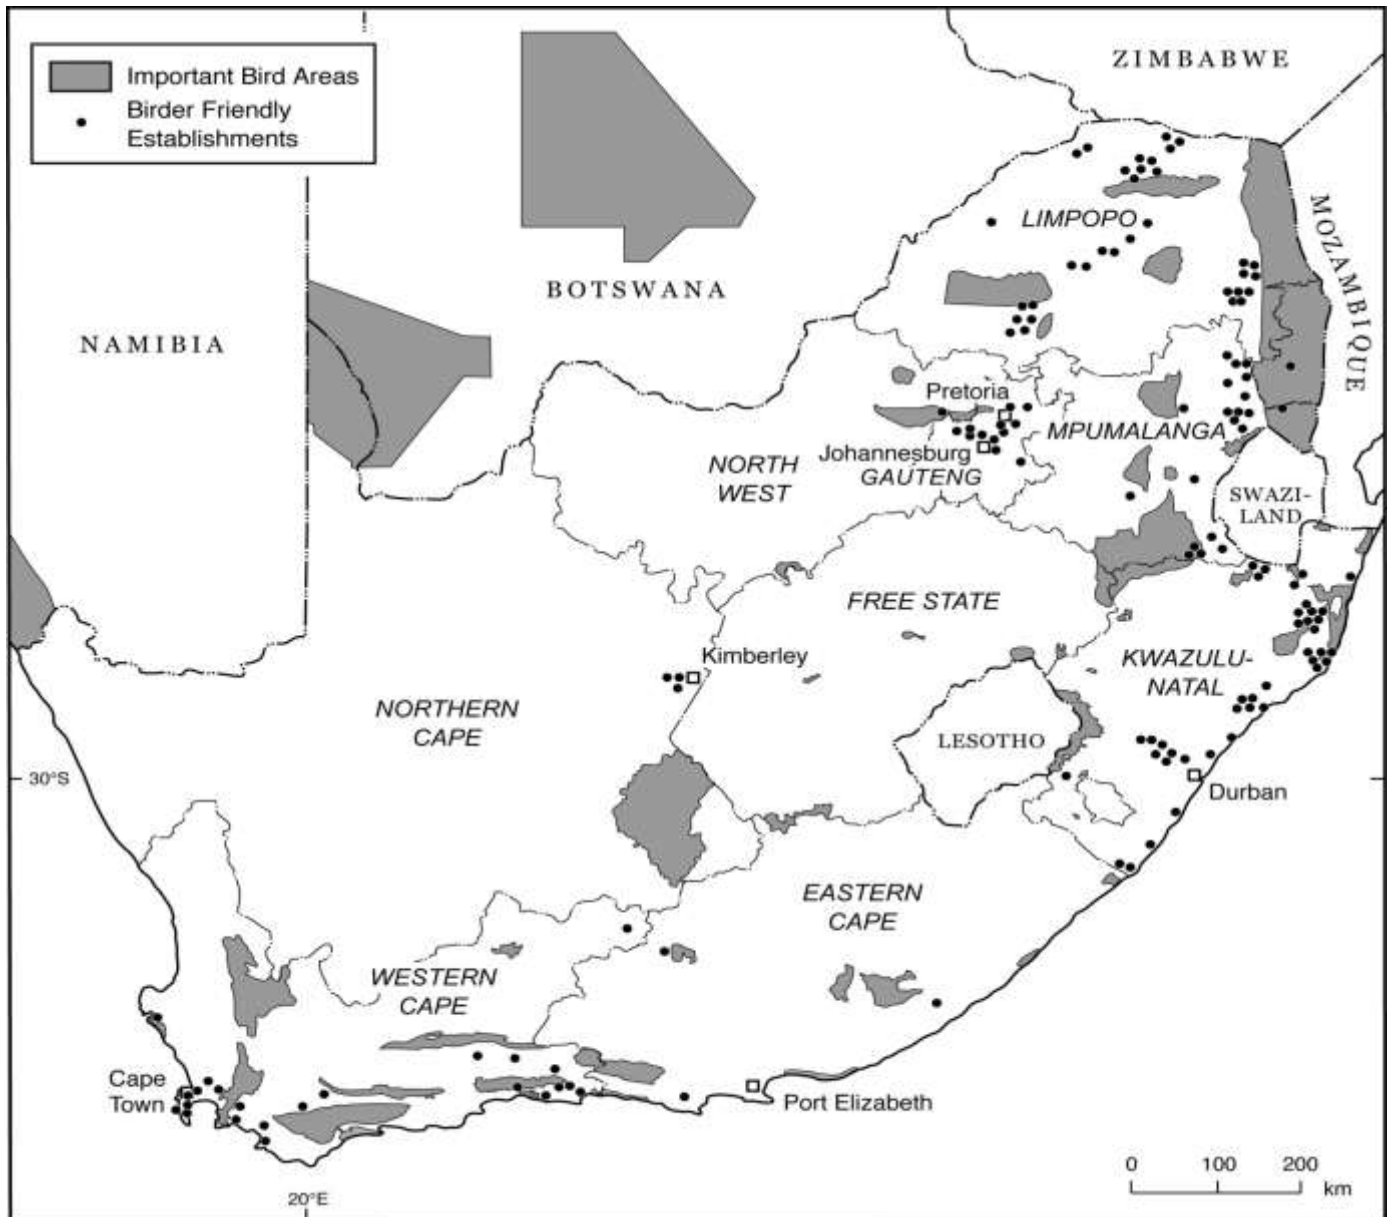 Important Bird Areas
Birder Friendly
Establishments
ZIMBABWE
MOZAMBIQUE
LIMPOPO
BOTSWANA
NAMIBIA
Pretoria
MPUMALANGA
Johannesburg
GAUTENG
NORTH
WEST
SWAZI-
LAND
FREE STATE
Kimberley
KWAZULU-
NATAL
NORTHERN
CAPE
LESOTHO
30°S
Durban
EASTERN
CAPE
WESTERN
CAPE
Cape
Town
Port Elizabeth
0 100 200
km
20°E